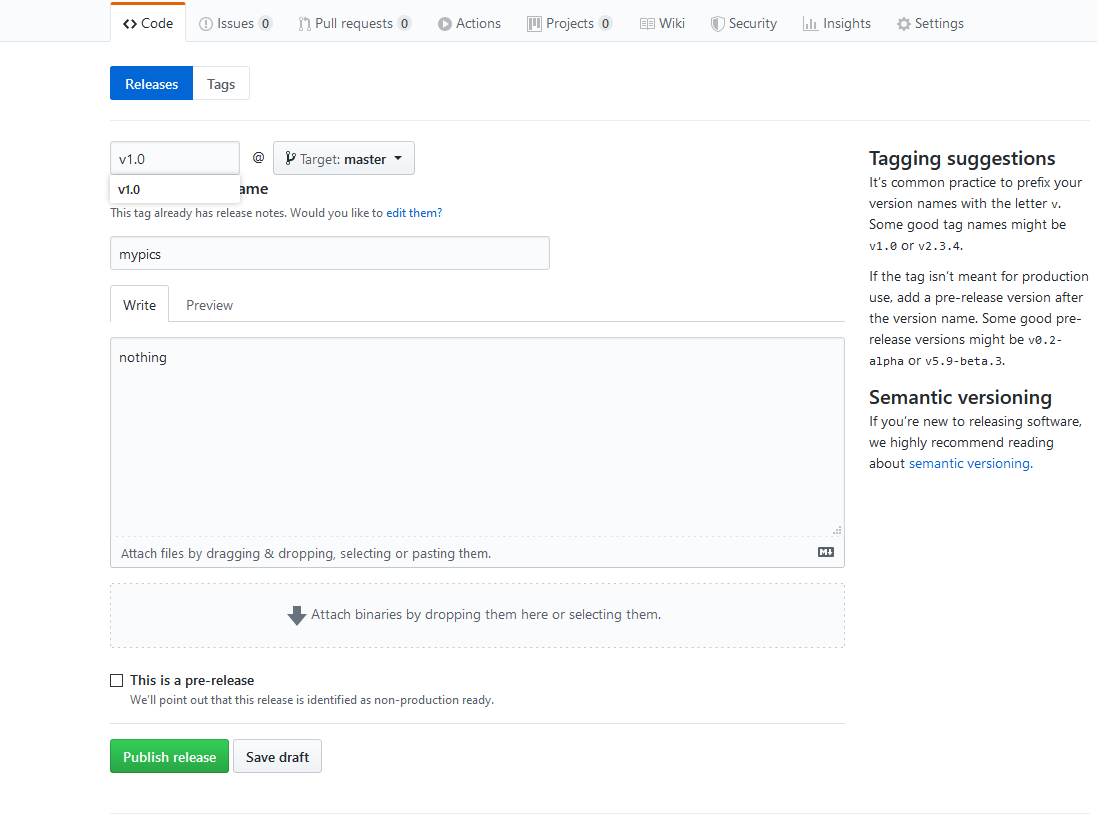 Code Issues 0 Pull requests 0 Actions Projects 0 Wiki Security Insights Settings
Releases Tags
v1.0 @ Target: master
v1.0 ame
This tag already has release notes. Would you like to edit them?
mypics
Write Preview
nothing
Attach files by dragging & dropping, selecting or pasting them.
Attach binaries by dropping them here or selecting them.
This is a pre-release
We'll point out that this release is identified as non-production ready.
Publish release Save draft
Tagging suggestions
It's common practice to prefix your
version names with the letter v.
Some good tag names might be
v1.0 or v2.3.4.
If the tag isn't meant for production
use, add a pre-release version after
the version name. Some good pre-
release versions might be v0.2-
alpha or v5.9-beta.3.
Semantic versioning
If you're new to releasing software,
we highly recommend reading
about semantic versioning.